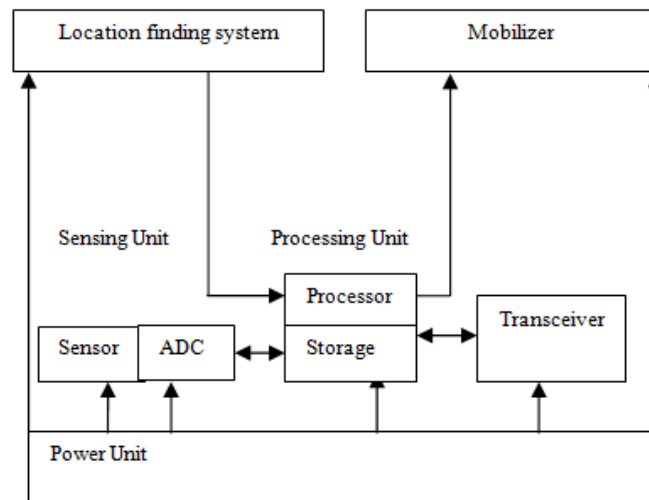 Location finding system
Mobilizer
Sensing Unit
Processing Unit
Processor
Transceiver
Sensor
ADC
Storage
Power Unit